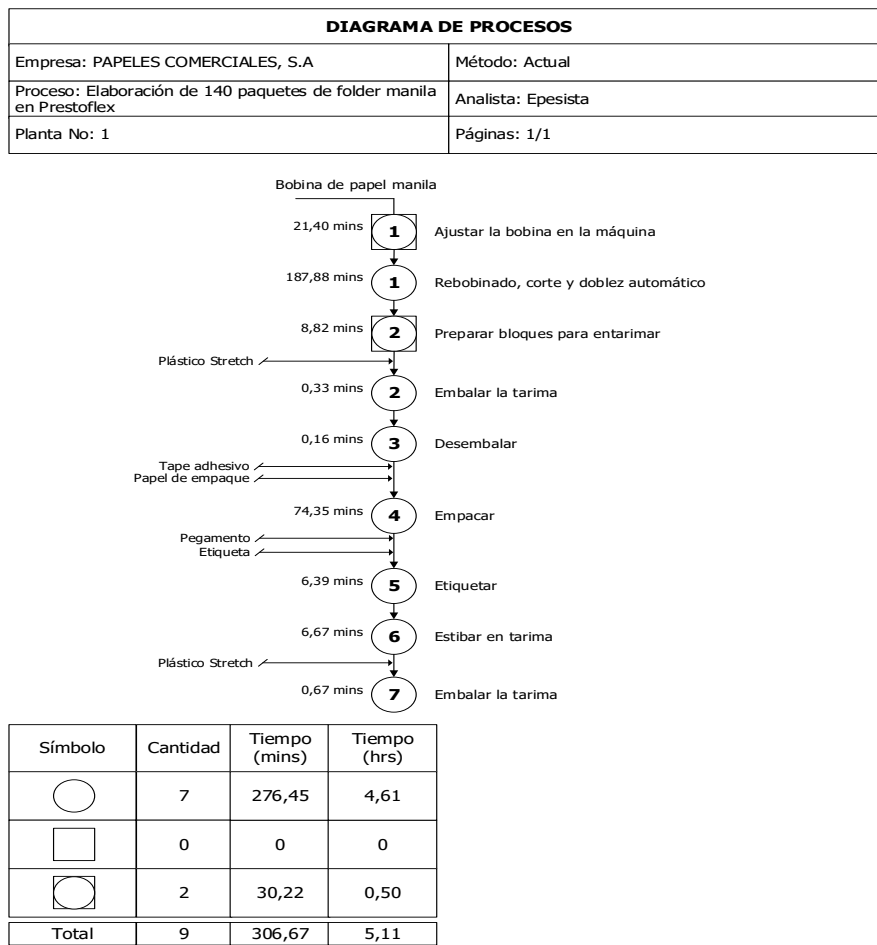 DIAGRAMA DE PROCESOS
Empresa: PAPELES COMERCIALES, S.A
Método: Actual
Proceso: Elaboración de 140 paquetes de folder manila
en Prestoflex
Analista: Epesista
Planta No: 1
Páginas: 1/1
Bobina de papel manila
21,40 mins
1
Ajustar la bobina en la máquina
187,88 mins
1
Rebobinado, corte y doblez automático
8,82 mins
2
Preparar bloques para entarimar
Plástico Stretch
0,33 mins
2
Embalar la tarima
0,16 mins
3
Desembalar
Tape adhesivo
Papel de empaque
74,35 mins
4
Empacar
Pegamento
Etiqueta
6,39 mins
5
Etiquetar
6,67 mins
6
Estibar en tarima
Plástico Stretch
0,67 mins
7
Embalar la tarima
Símbolo
Cantidad
Tiempo
(mins)
Tiempo
(hrs)
7
276,45
4,61
0
0
0
2
30,22
0,50
Total
9
306,67
5,11